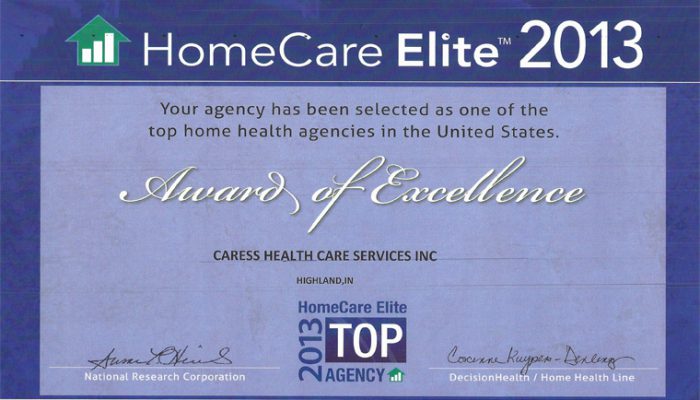 HomeCare Elite™ 2013
Your agency has been selected as one of the
top home health agencies in the United States.
Award of Excellence
CARESS HEALTH CARE SERVICES INC
HIGHLAND,IN
HomeCare Elite
2013
TOP
AGENCY
National Research Corporation
DecisionHealth / Home Health Line